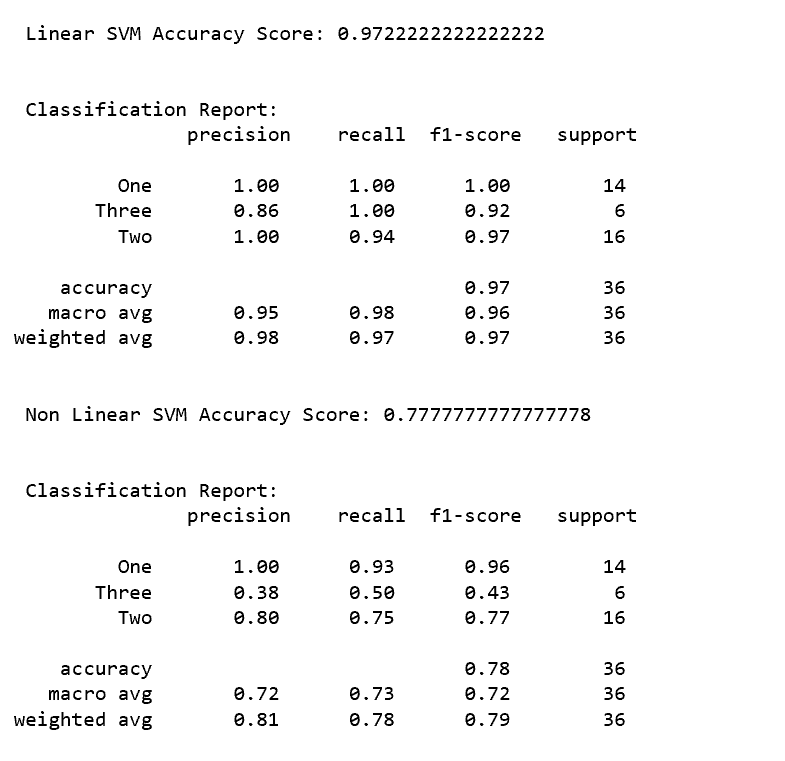 Linear SVM Accuracy Score: 0.9722222222222222
Classification Report:
precision recall f1-score support
One 1.00 1.00 1.00 14
Three 0.86 1.00 0.92 6
Two 1.00 0.94 0.97 16
accuracy 0.97 36
macro avg 0.95 0.98 0.96 36
weighted avg 0.98 0.97 0.97 36
Non Linear SVM Accuracy Score: 0.7777777777777778
Classification Report:
precision recall f1-score support
One 1.00 0.93 0.96 14
Three 0.38 0.50 0.43 6
Two 0.80 0.75 0.77 16
accuracy 0.78 36
macro avg 0.72 0.73 0.72 36
weighted avg 0.81 0.78 0.79 36